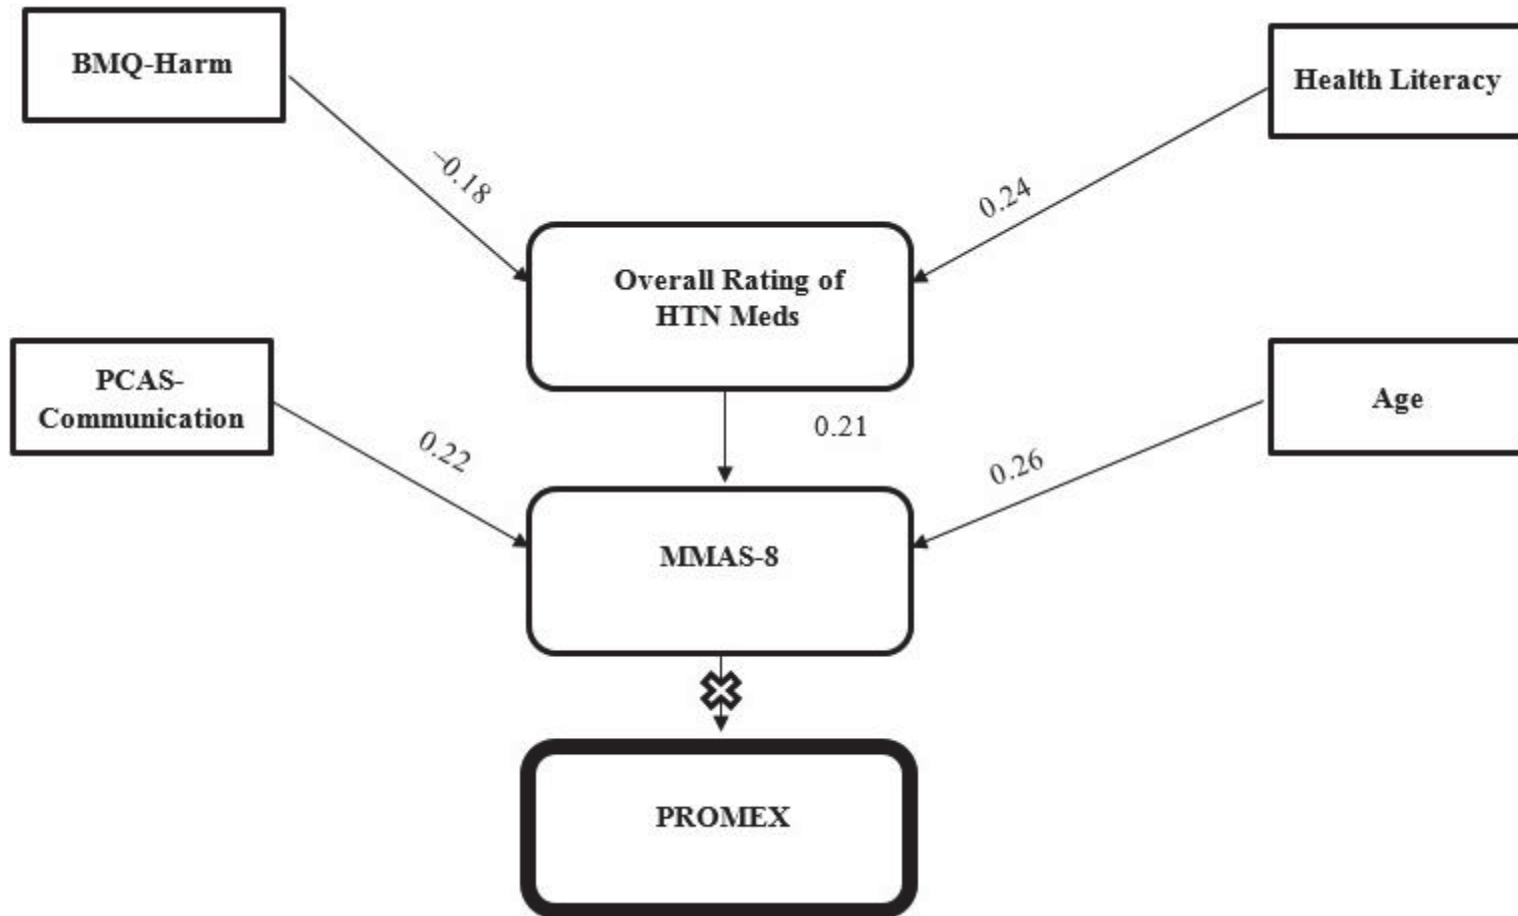 BMQ-Harm
Health Literacy
–0.18
0.24
Overall Rating of
HTN Meds
PCAS-
Communication
Age
0.22
0.21
0.26
MMAS-8
PROMEX